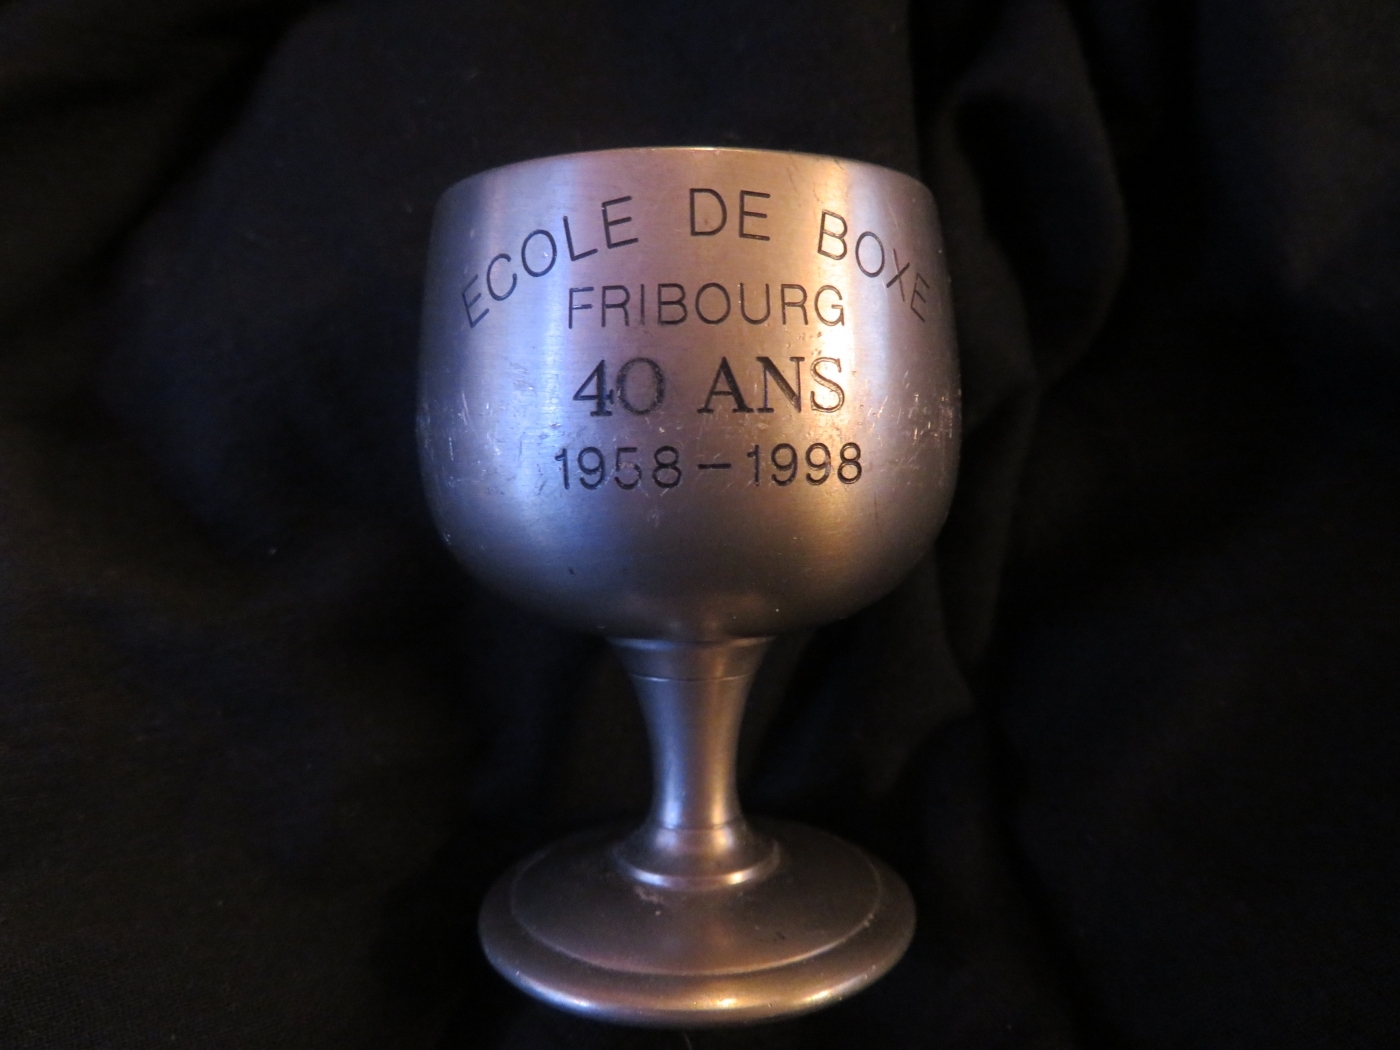 ECOLE DE BOXE
FRIBOURG
40 ANS
1958-1998